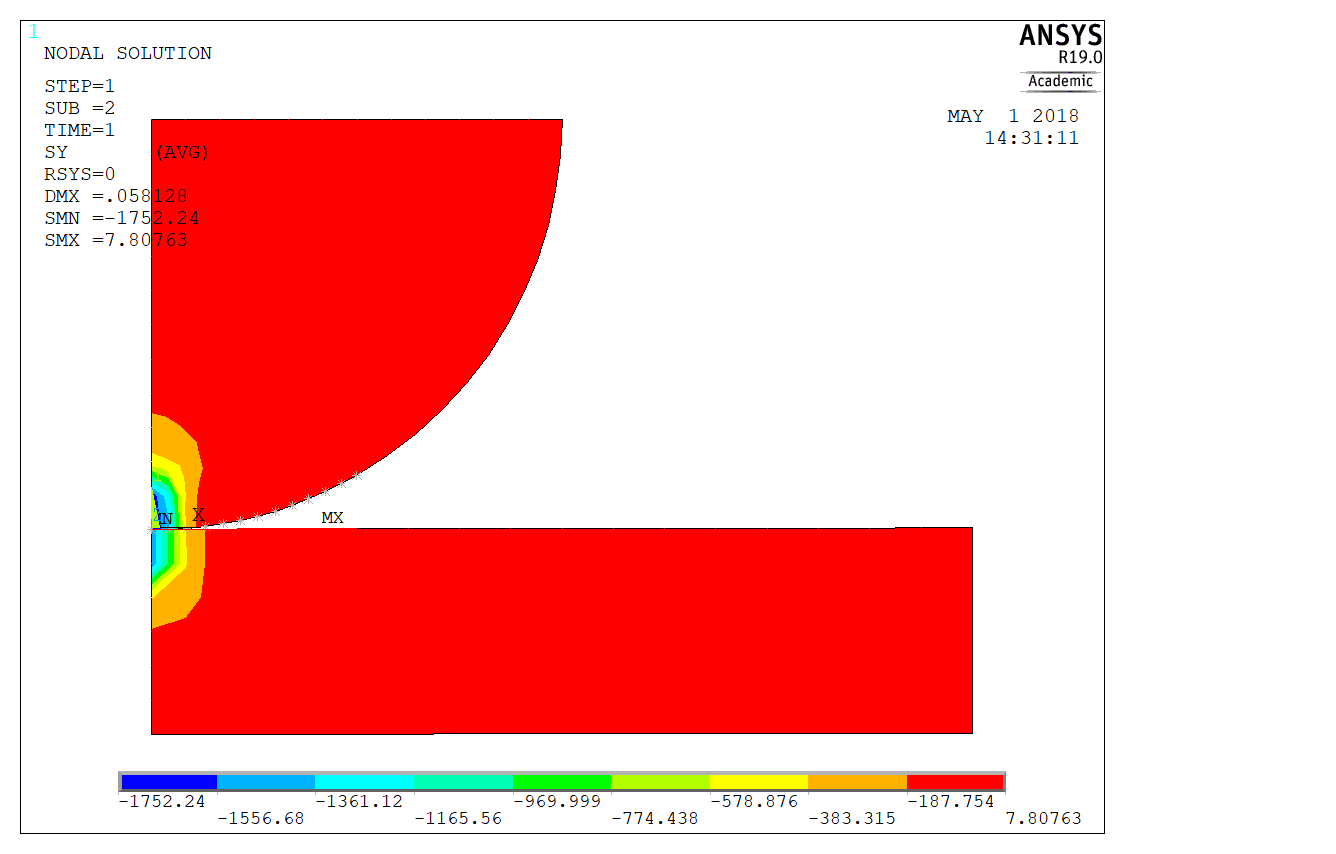 1
NODAL SOLUTION
STEP=1
SUB =2
TIME=1
SY (AVG)
RSYS=0
DMX =.058128
SMN =-1752.24
SMX =7.80763
ANSYS
R19.0
Academic
MAY 1 2018
14:31:11
X
MX
-1752.24
-1556.68
-1361.12
-1165.56
-969.999
-774.438
-578.876
-383.315
-187.754
7.80763